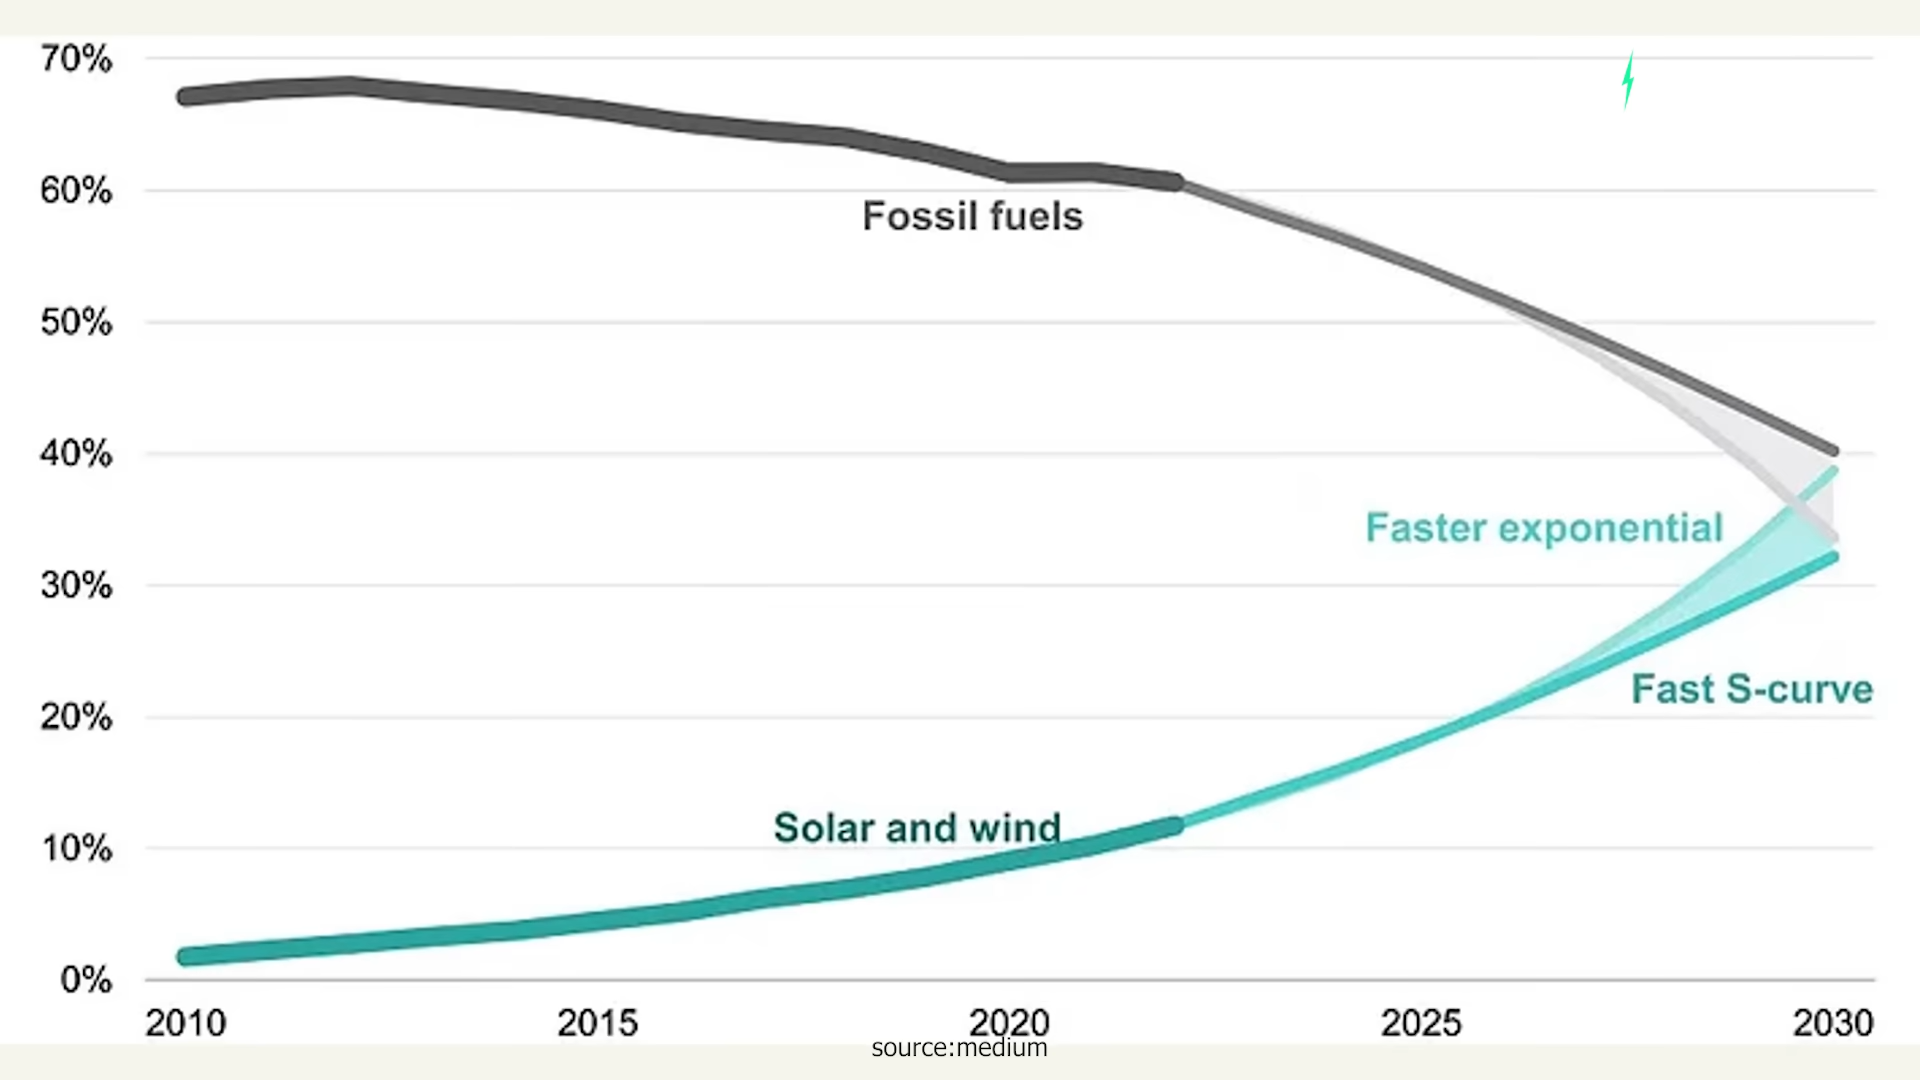 70%
60%
Fossil fuels
50%
40%
Faster exponential
30%
Fast S-curve
20%
Solar and wind
10%
0%
2010 2015 2020 2025 2030
source:medium